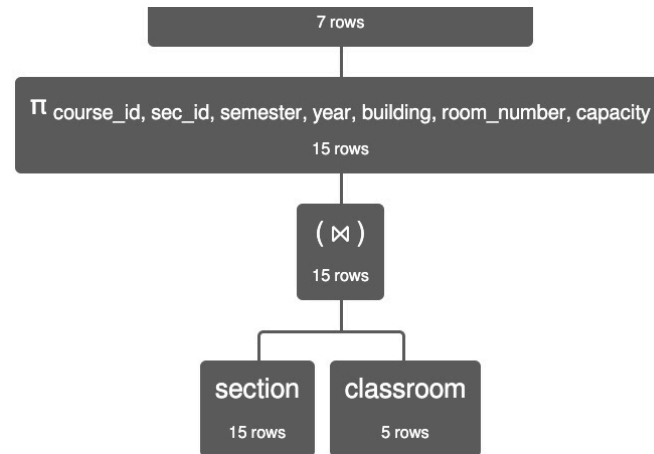 7 rows
π course_id, sec_id, semester, year, building, room_number, capacity
15 rows
( ⋈ )
15 rows
section classroom
15 rows 5 rows